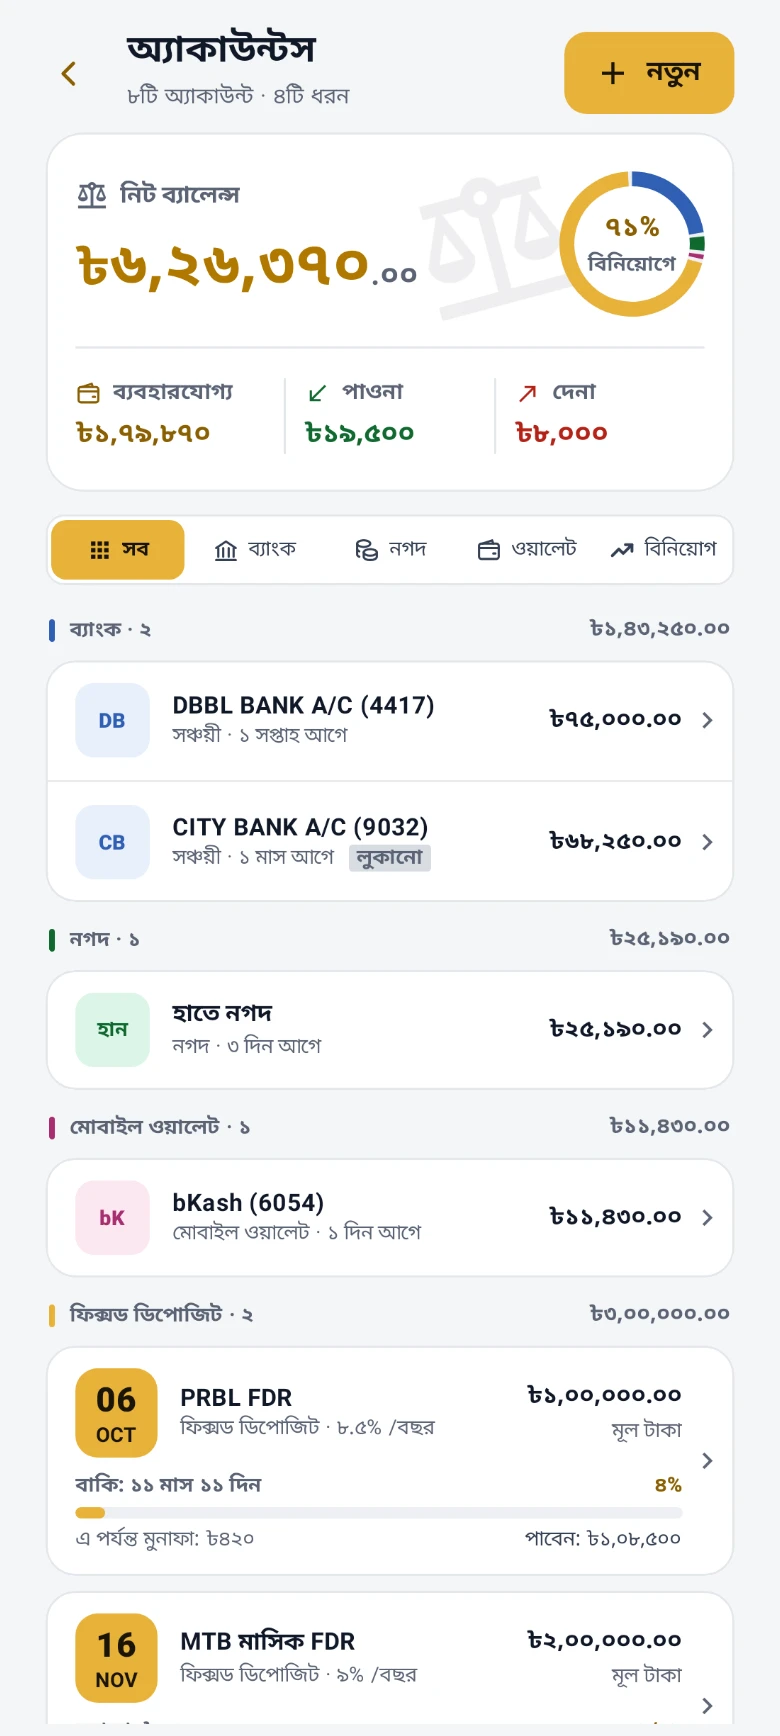 অ্যাকাউন্টস
৮টি অ্যাকাউন্ট · ৪টি ধরন
+ নতুন
নিট ব্যালেন্স
৳৬,২৬,৩৭০.০০
৭১%
বিনিয়োগে
ব্যবহারযোগ্য
৳১,৭৯,৮৭০
পাওনা
৳১৯,৫০০
দেনা
৳৮,০০০
সব
ব্যাংক
নগদ
ওয়ালেট
বিনিয়োগ
ব্যাংক · ২
৳১,৪৩,২৫০.০০
DB
DBBL BANK A/C (4417)
সঞ্চয়ী · ১ সপ্তাহ আগে
৳৭৫,০০০.০০
CB
CITY BANK A/C (9032)
সঞ্চয়ী · ১ মাস আগে লুকানো
৳৬৮,২৫০.০০
নগদ · ১
৳২৫,১৯০.০০
হান
হাতে নগদ
নগদ · ৩ দিন আগে
৳২৫,১৯০.০০
মোবাইল ওয়ালেট · ১
৳১১,৪৩০.০০
bK
bKash (6054)
মোবাইল ওয়ালেট · ১ দিন আগে
৳১১,৪৩০.০০
ফিক্সড ডিপোজিট · ২
৳৩,০০,০০০.০০
06
OCT
PRBL FDR
ফিক্সড ডিপোজিট · ৮.৫% /বছর
৳১,০০,০০০.০০
মূল টাকা
বাকি: ১১ মাস ১১ দিন
৪%
এ পর্যন্ত মুনাফা: ৳৪২০
পাবেন: ৳১,০৮,৫০০
16
NOV
MTB মাসিক FDR
ফিক্সড ডিপোজিট · ৯% /বছর
৳২,০০,০০০.০০
মূল টাকা